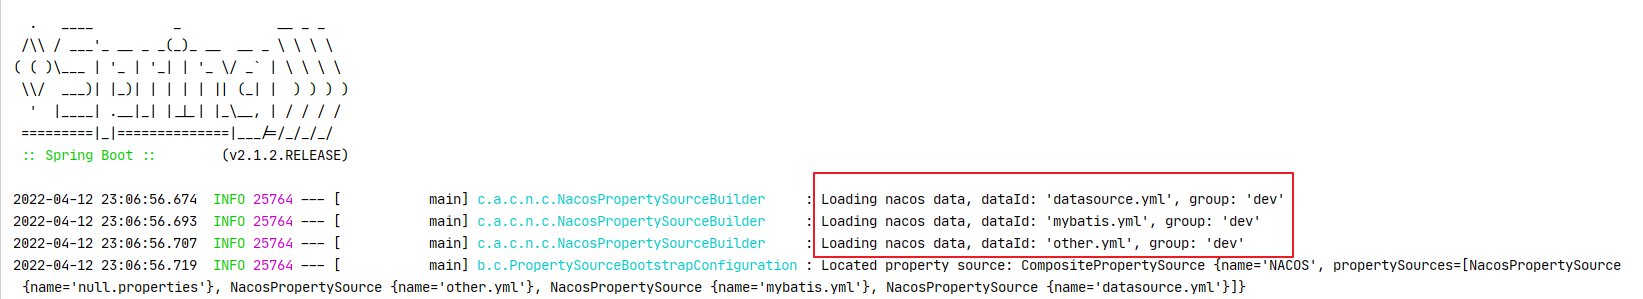 .   ____          _            __ _ _
 /\\ / ___'_ __ _ _(_)_ __  __ _ \ \ \ \
( ( )\___ | '_ | '_| | '_ \/ _` | \ \ \ \
 \\/  ___)| |_)| | | | | || (_| |  ) ) ) )
  '  |____| .__|_| |_|_| |_\__, | / / / /
 =========|_|==============|___/=/_/_/_/
 :: Spring Boot ::        (v2.1.2.RELEASE)
2022-04-12 23:06:56.674  INFO 25764 --- [           main] c.a.c.n.c.NacosPropertySourceBuilder     : Loading nacos data, dataId: 'datasource.yml', group: 'dev'
2022-04-12 23:06:56.693  INFO 25764 --- [           main] c.a.c.n.c.NacosPropertySourceBuilder     : Loading nacos data, dataId: 'mybatis.yml', group: 'dev'
2022-04-12 23:06:56.707  INFO 25764 --- [           main] c.a.c.n.c.NacosPropertySourceBuilder     : Loading nacos data, dataId: 'other.yml', group: 'dev'
2022-04-12 23:06:56.719  INFO 25764 --- [           main] b.c.PropertySourceBootstrapConfiguration : Located property source: CompositePropertySource {name='NACOS', propertySources=[NacosPropertySource
 {name='null.properties'}, NacosPropertySource {name='other.yml'}, NacosPropertySource {name='mybatis.yml'}, NacosPropertySource {name='datasource.yml'}]}